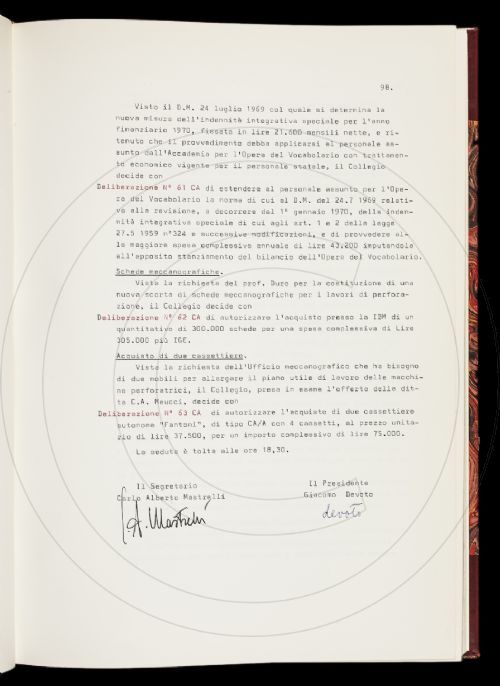 98.
Visto il D.M. 24 luglio 1969 col quale si determina la
nuova misura dell'indennità integrativa speciale per l'anno
finanziario 1970, fissata in lire 21.600 mensili nette, e ri-
tenuto che il provvedimento debba applicarsi al personale as-
sunto dall'Accademia per l'Opera del Vocabolario con trattamen-
to economico vigente per il personale statale, il Collegio
decide con
Deliberazione N° 61 CA di estendere al personale assunto per l'Ope-
ra del Vocabolario la norma di cui al D.M. del 24.7 1969 relati-
va alla revisione, a decorrere dal 1° gennaio 1970, della inden-
nità integrativa speciale di cui agli art. 1 e 2 della legge
27.5 1959 n°324 e successive modificazioni, e di provvedere al-
la maggiore spesa complessiva annuale di lire 43.200 imputandola
all'apposito stanziamento del bilancio dell'Opera del Vocabolario.
Schede meccanografiche.
Vista la richiesta del prof. Duro per la costituzione di una
nuova scorta di schede meccanografiche per i lavori di perfora-
zione, il Collegio decide con
Deliberazione N° 62 CA di autorizzare l'acquisto presso la IBM di un
quantitativo di 300.000 schede per una spesa complessiva di Lire
305.000 più IGE.
Acquisto di due cassettiere.
Vista la richiesta dell'Ufficio meccanografico che ha bisogno
di due mobili per allargare il piano utile di lavoro delle macchi-
ne perforatrici, il Collegio, presa in esame l'offerta della dit-
ta C.A. Meucci, decide con
Deliberazione N° 63 CA di autorizzare l'acquisto di due cassettiere
autonome "Fantoni", di tipo CA/A con 4 cassetti, al prezzo unita-
rio di lire 37.500, per un importo complessivo di lire 75.000.
La seduta è tolta alle ore 18,30.
Il Segretario Il Presidente
Carlo Alberto Mastrelli Giacomo Devoto
C.A. Mastrelli devoto